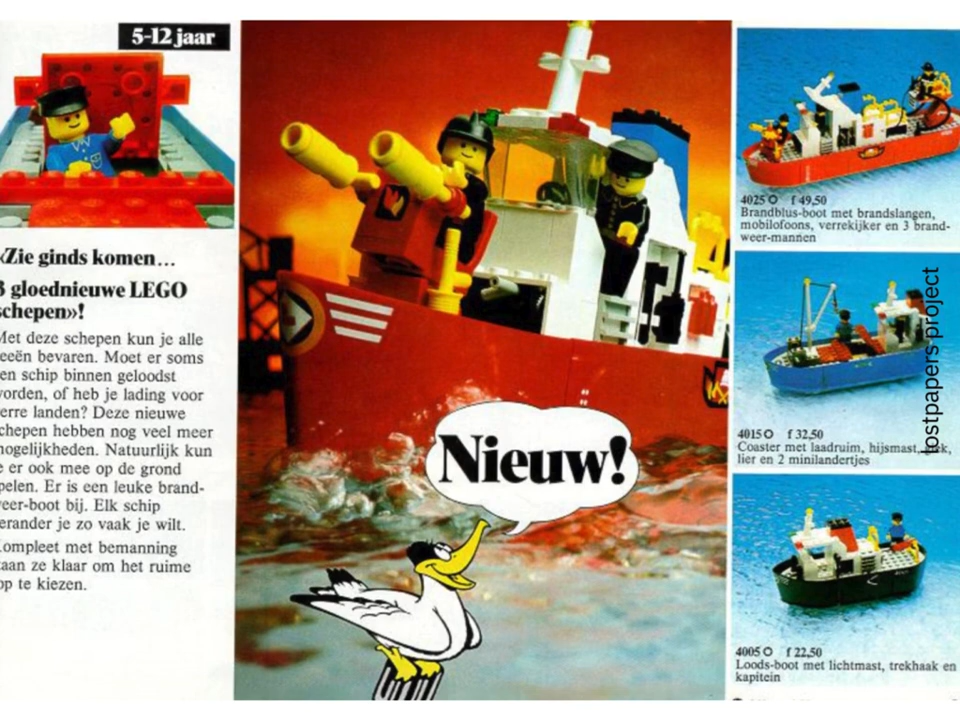 5-12 jaar
«Zie ginds komen...
3 gloednieuwe LEGO
schepen»!
Met deze schepen kun je alle
zeeën bevaren. Moet er soms
een schip binnen geloodst
worden, of heb je lading voor
verre landen? Deze nieuwe
schepen hebben nog veel meer
mogelijkheden. Natuurlijk kun
je er ook mee op de grond
spelen. Er is een leuke brand-
weer-boot bij. Elk schip
verander je zo vaak je wilt.
Compleet met bemanning
staan ze klaar om het ruime
op te kiezen.
Nieuw!
4025 f 49,50
Brandblus-boot met brandslangen,
mobilofoons, verrekijker en 3 brand-
weer-mannen
4015 f 32,50
Coaster met laadruim, hijsmast,
lier en 2 minilandertjes
4005 f 22,50
Loods-boot met lichtmast, trekhaak en
kapitein
lostpapers project